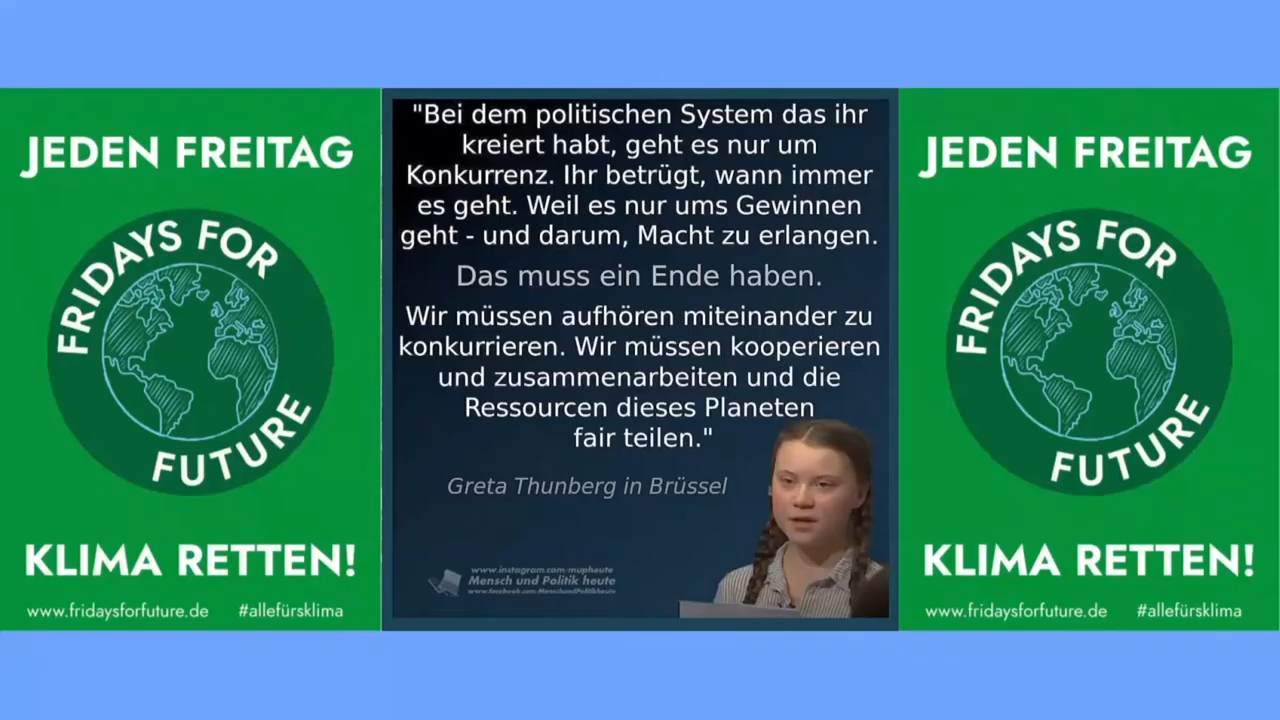 JEDEN FREITAG
FRIDAYS FOR
FUTURE
KLIMA RETTEN!
www.fridaysforfuture.de #allefürsklima
"Bei dem politischen System das ihr
kreiert habt, geht es nur um
Konkurrenz. Ihr betrügt, wann immer
es geht. Weil es nur ums Gewinnen
geht - und darum, Macht zu erlangen.
Das muss ein Ende haben.
Wir müssen aufhören miteinander zu
konkurrieren. Wir müssen kooperieren
und zusammenarbeiten und die
Ressourcen dieses Planeten
fair teilen."
Greta Thunberg in Brüssel
www.instagram.com/mupheute
Mensch und Politik heute
www.facebook.com/MenschundPolitikheute
JEDEN FREITAG
FRIDAYS FOR
FUTURE
KLIMA RETTEN!
www.fridaysforfuture.de #allefürsklima